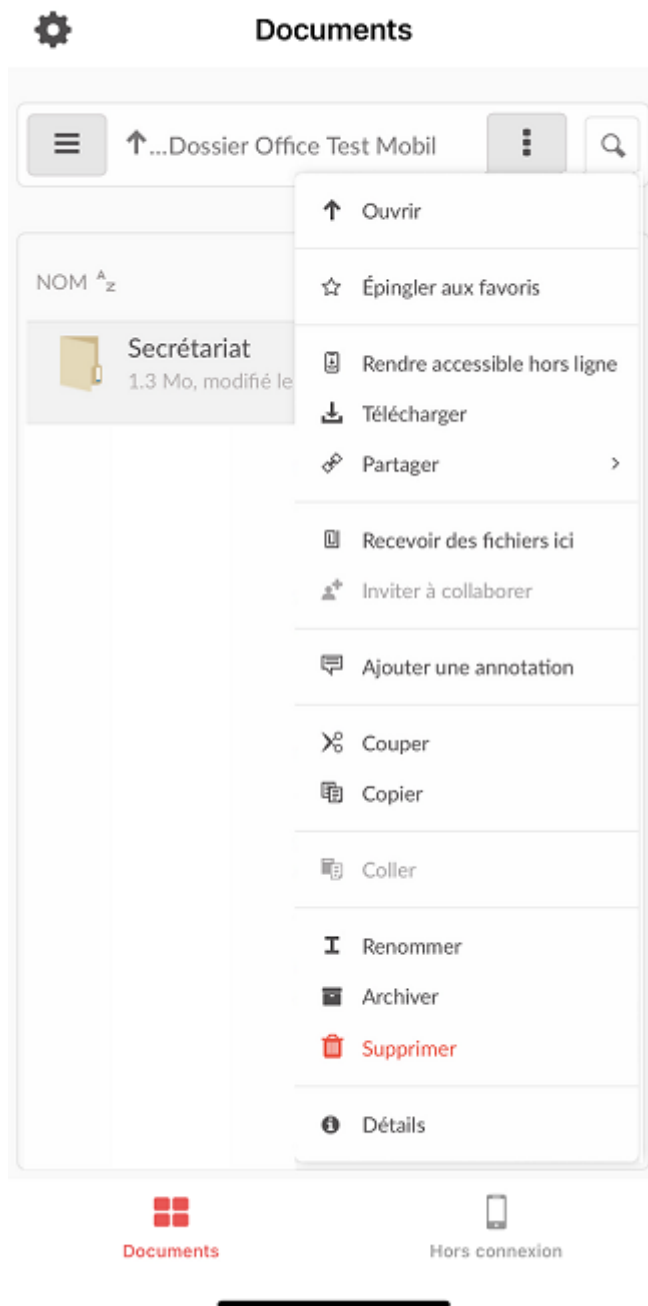 Documents
...Dossier Office Test Mobil
Ouvrir
Épingler aux favoris
NOM AZ
Secrétariat
1.3 Mo, modifié le
Rendre accessible hors ligne
Télécharger
Partager
Recevoir des fichiers ici
Inviter à collaborer
Ajouter une annotation
Couper
Copier
Coller
Renommer
Archiver
Supprimer
Détails
Documents
Hors connexion